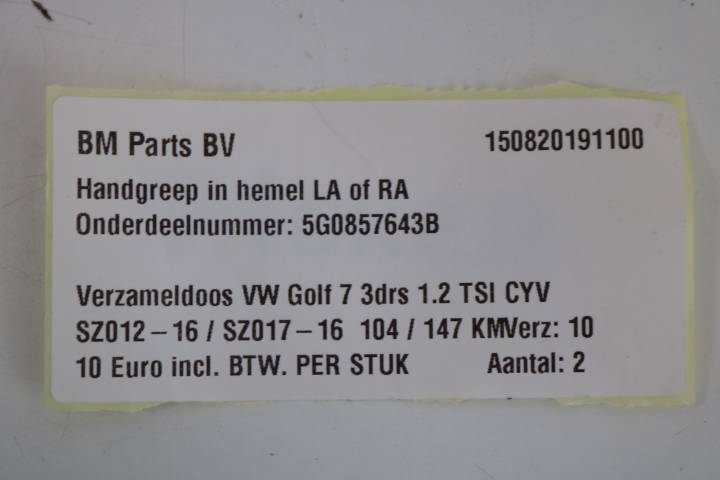 BM Parts BV 150820191100
Handgreep in hemel LA of RA
Onderdeelnummer: 5G0857643B
Verzameldoos VW Golf 7 3drs 1.2 TSI CYV
SZ012-16 / SZ017-16 104 / 147 KMVerz: 10
10 Euro incl. BTW. PER STUK Aantal: 2